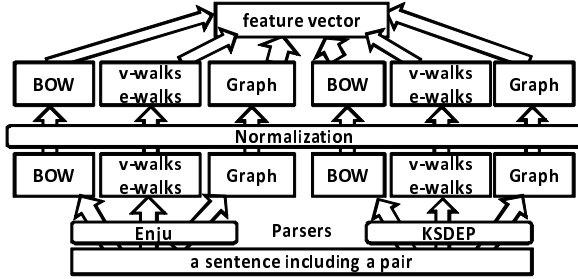 feature vector
BOW
v-walks
e-walks
Graph
BOW
v-walks
e-walks
Graph
Normalization
BOW
v-walks
e-walks
Graph
BOW
v-walks
e-walks
Graph
Enju
Parsers
KSDEP
a sentence including a pair